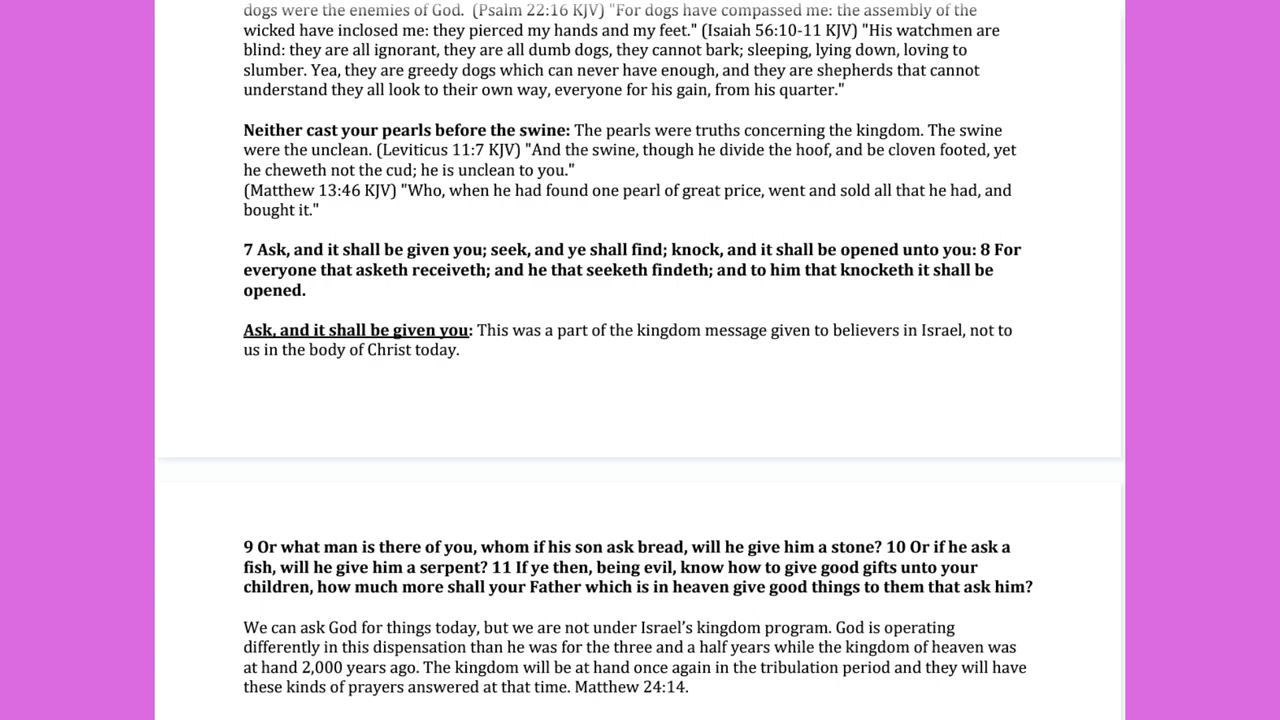 dogs were the enemies of God.  (Psalm 22:16 KJV) "For dogs have compassed me: the assembly of the
wicked have inclosed me: they pierced my hands and my feet." (Isaiah 56:10-11 KJV) "His watchmen are
blind: they are all ignorant, they are all dumb dogs, they cannot bark; sleeping, lying down, loving to
slumber. Yea, they are greedy dogs which can never have enough, and they are shepherds that cannot
understand they all look to their own way, everyone for his gain, from his quarter."
Neither cast your pearls before the swine: The pearls were truths concerning the kingdom. The swine
were the unclean. (Leviticus 11:7 KJV) "And the swine, though he divide the hoof, and be cloven footed, yet
he cheweth not the cud; he is unclean to you."
(Matthew 13:46 KJV) "Who, when he had found one pearl of great price, went and sold all that he had, and
bought it."
7 Ask, and it shall be given you; seek, and ye shall find; knock, and it shall be opened unto you: 8 For
everyone that asketh receiveth; and he that seeketh findeth; and to him that knocketh it shall be
opened.
Ask, and it shall be given you: This was a part of the kingdom message given to believers in Israel, not to
us in the body of Christ today.
9 Or what man is there of you, whom if his son ask bread, will he give him a stone? 10 Or if he ask a
fish, will he give him a serpent? 11 If ye then, being evil, know how to give good gifts unto your
children, how much more shall your Father which is in heaven give good things to them that ask him?
We can ask God for things today, but we are not under Israel’s kingdom program. God is operating
differently in this dispensation than he was for the three and a half years while the kingdom of heaven was
at hand 2,000 years ago. The kingdom will be at hand once again in the tribulation period and they will have
these kinds of prayers answered at that time. Matthew 24:14.